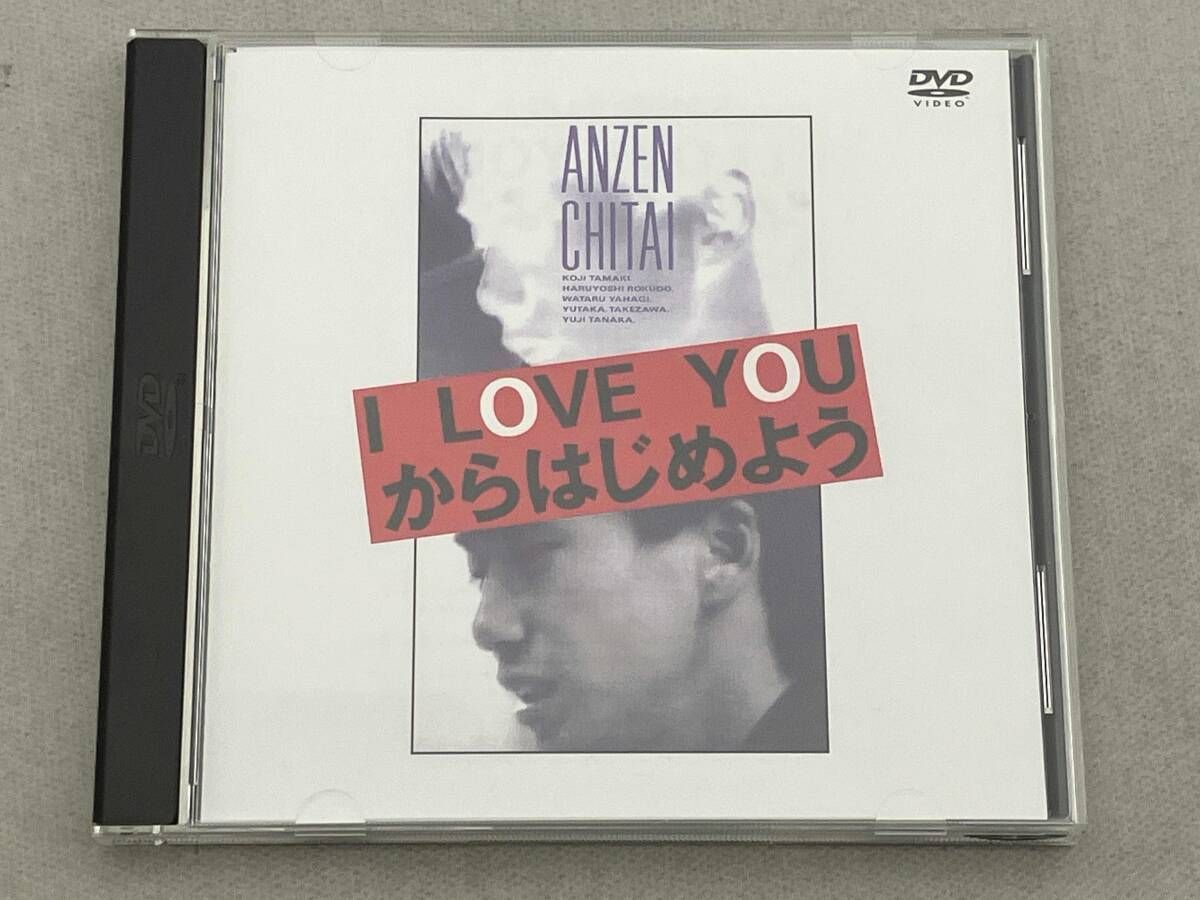 DVD
VIDEO
ANZEN
CHITAI
KOJI TAMAKI.
HARUYOSHI ROKUDO.
WATARU YAHAGI.
YUTAKA. TAKEZAWA.
YUJI TANAKA.
I LOVE YOU
からはじめよう
DVD